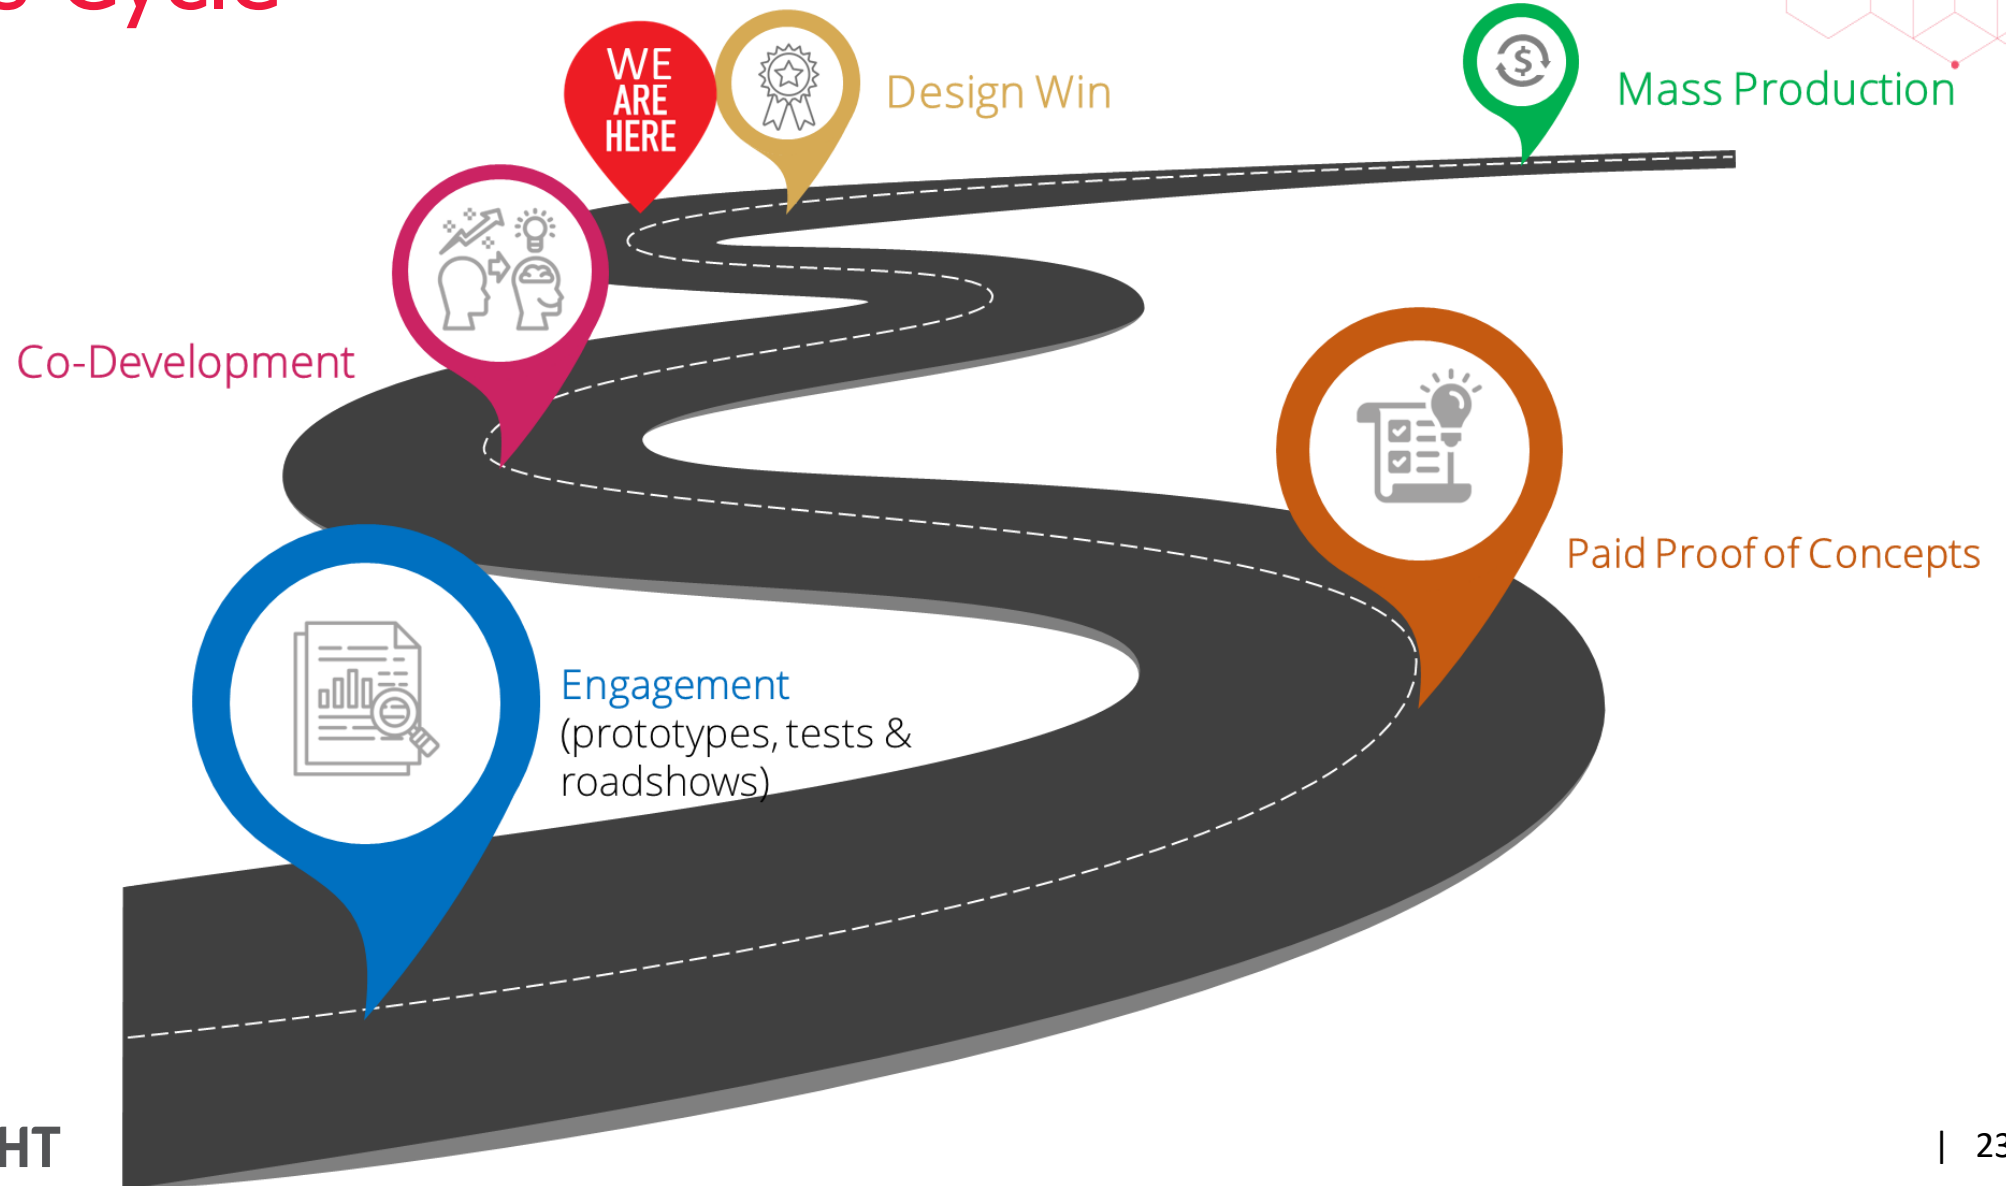 Cycle
WE
ARE
HERE
Design Win
Mass Production
Co-Development
Paid Proof of Concepts
Engagement
(prototypes, tests &
roadshows)
HT
| 23